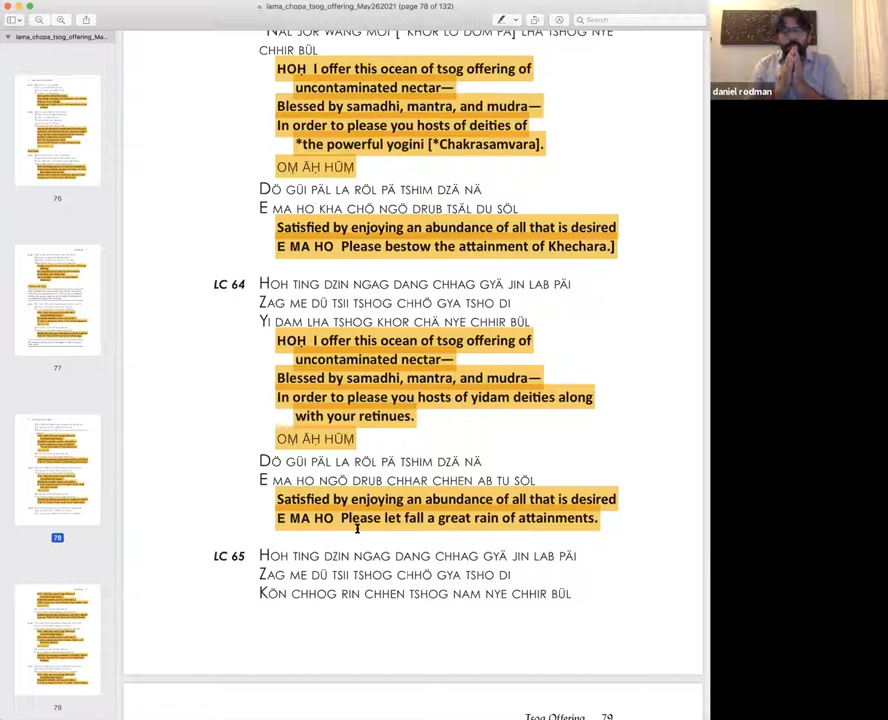 lama_chopa_tsog_offering_May262021 (page 78 of 132)
Search
lama_chopa_tsog_offering_May262021
lama_chopa_tsog_offering_Ma...
daniel rodman
NAL JOR WANG MOI [*KHOR LO DOM PA] LHA TSHOG NYE
CHHIR BÜL
HOḤ I offer this ocean of tsog offering of
uncontaminated nectar—
Blessed by samadhi, mantra, and mudra—
In order to please you hosts of deities of
*the powerful yogini [*Chakrasamvara].
OṂ ĀḤ HŪṂ
DÖ GÜI PÄL LA RÖL PÄ TSHIM DZÄ NÄ
E MA HO KHA CHÖ NGÖ DRUB TSÄL DU SÖL
Satisfied by enjoying an abundance of all that is desired
E MA HO Please bestow the attainment of Khechara.]
LC 64 HOH TING DZIN NGAG DANG CHHAG GYÄ JIN LAB PÄI
ZAG ME DÜ TSII TSHOG CHHÖ GYA TSHO DI
YI DAM LHA TSHOG KHOR CHÄ NYE CHHIR BÜL
HOḤ I offer this ocean of tsog offering of
uncontaminated nectar—
Blessed by samadhi, mantra, and mudra—
In order to please you hosts of yidam deities along
with your retinues.
OṂ ĀḤ HŪṂ
DÖ GÜI PÄL LA RÖL PÄ TSHIM DZÄ NÄ
E MA HO NGÖ DRUB CHHAR CHHEN AB TU SÖL
Satisfied by enjoying an abundance of all that is desired
E MA HO Please let fall a great rain of attainments.
LC 65 HOH TING DZIN NGAG DANG CHHAG GYÄ JIN LAB PÄI
ZAG ME DÜ TSII TSHOG CHHÖ GYA TSHO DI
KÖN CHHOG RIN CHHEN TSHOG NAM NYE CHHIR BÜL
Tsog Offering 79
76
77
78
79